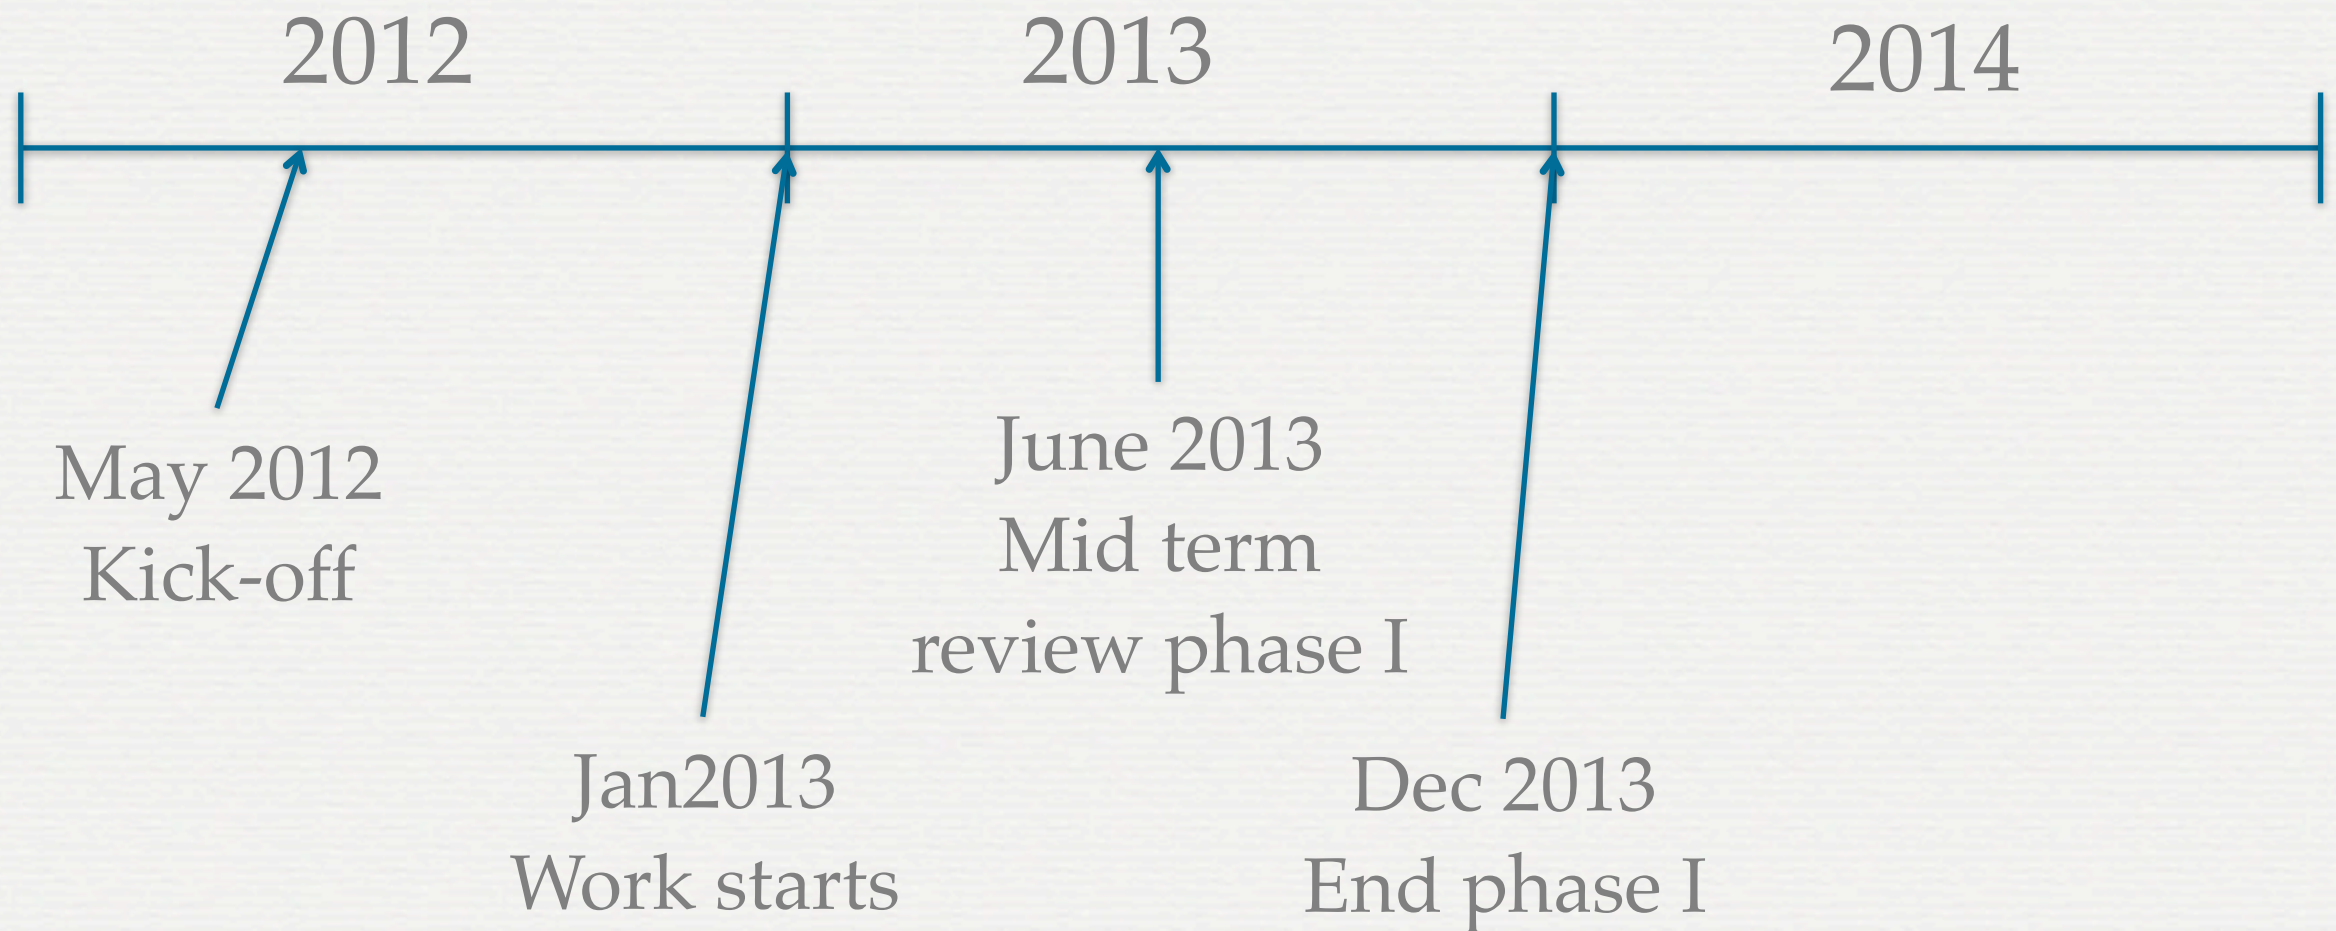 2012
2013
2014
May 2012
Kick-off
Jan2013
Work starts
June 2013
Mid term
review phase I
Dec 2013
End phase I